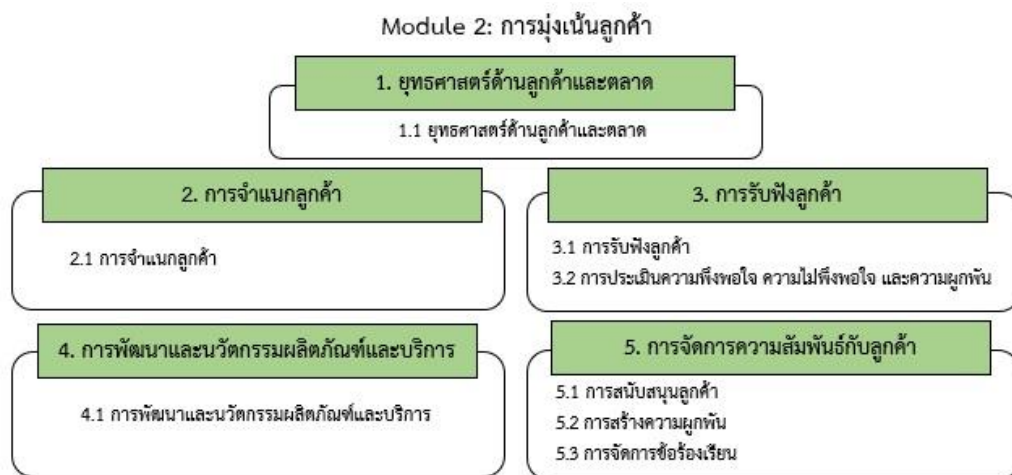 Module 2: การมุ่งเน้นลูกค้า
1. ยุทธศาสตร์ด้านลูกค้าและตลาด
1.1 ยุทธศาสตร์ด้านลูกค้าและตลาด
2. การจำแนกลูกค้า
2.1 การจำแนกลูกค้า
3. การรับฟังลูกค้า
3.1 การรับฟังลูกค้า
3.2 การประเมินความพึงพอใจ ความไม่พึงพอใจ และความผูกพัน
4. การพัฒนาและนวัตกรรมผลิตภัณฑ์และบริการ
4.1 การพัฒนาและนวัตกรรมผลิตภัณฑ์และบริการ
5. การจัดการความสัมพันธ์กับลูกค้า
5.1 การสนับสนุนลูกค้า
5.2 การสร้างความผูกพัน
5.3 การจัดการข้อร้องเรียน